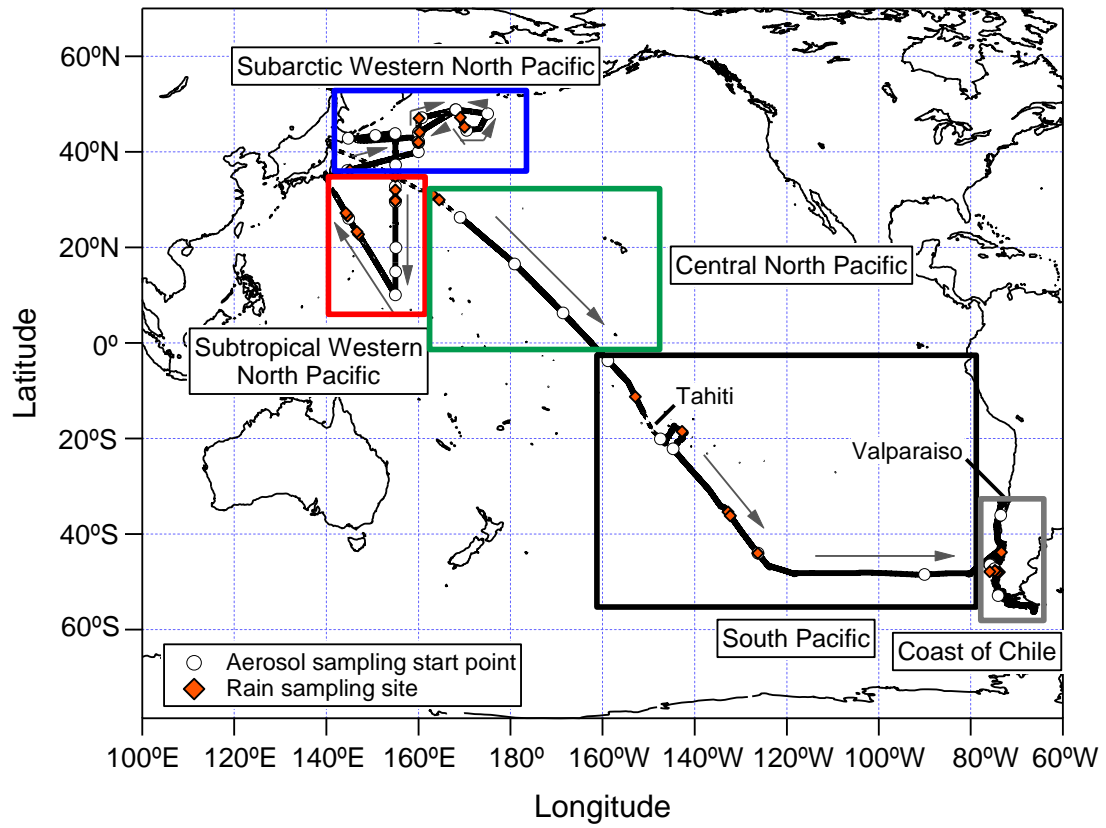 60ºN
40ºN
20ºN
0º
20ºS
40ºS
60ºS
Latitude
Subarctic Western North Pacific
Central North Pacific
Subtropical Western
North Pacific
Tahiti
Valparaiso
South Pacific
Coast of Chile
Aerosol sampling start point
Rain sampling site
100ºE
120ºE
140ºE
160ºE
180º
160ºW
140ºW
120ºW
100ºW
80ºW
60ºW
Longitude